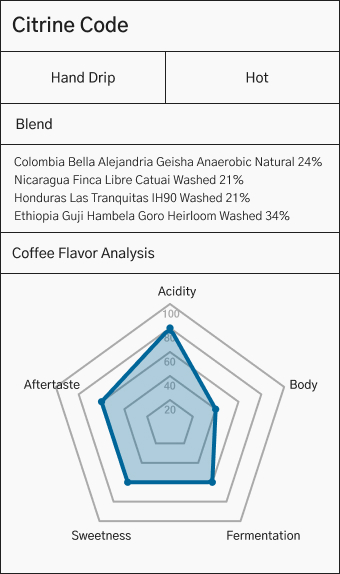 Citrine Code
Hand Drip
Hot
Blend
Colombia Bella Alejandria Geisha Anaerobic Natural 24%
Nicaragua Finca Libre Catuai Washed 21%
Honduras Las Tranquitas IH90 Washed 21%
Ethiopia Guji Hambela Goro Heirloom Washed 34%
Coffee Flavor Analysis
Acidity
100
80
60
40
20
Aftertaste
Body
Sweetness
Fermentation